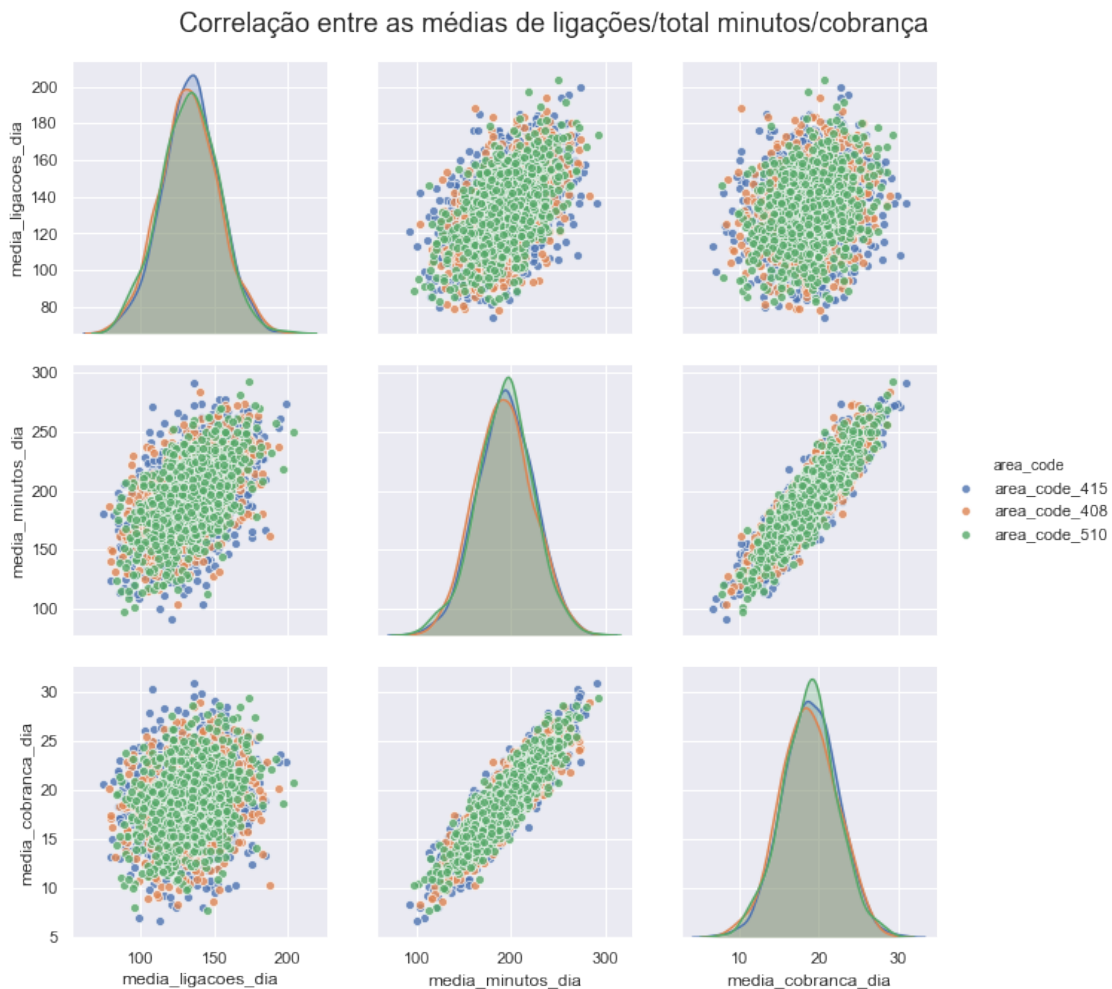 Correlação entre as médias de ligações/total minutos/cobrança
media_ligacoes_dia
200
180
160
140
120
100
80
media_minutos_dia
300
250
200
150
100
area_code
area_code_415
area_code_408
area_code_510
media_cobranca_dia
30
25
20
15
10
5
100 150 200
media_ligacoes_dia
100 200 300
media_minutos_dia
10 20 30
media_cobranca_dia